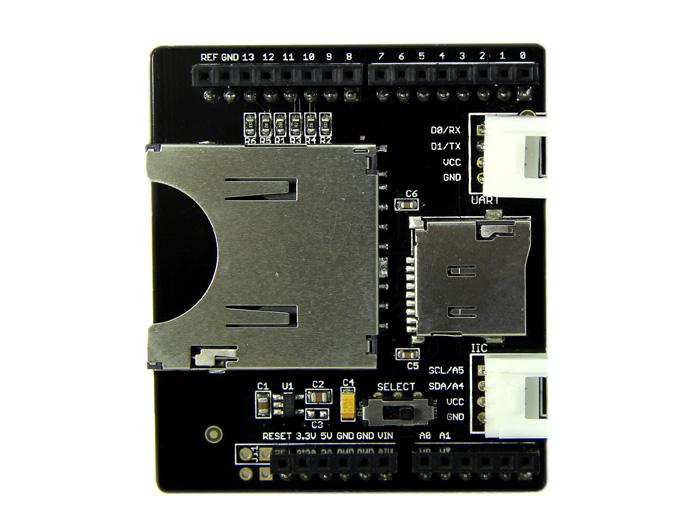 REF GND 13 12 11 10 9 8 7 6 5 4 3 2 1 0
R6 R5 R1 R3 R4 R2
D0/RX
D1/TX
VCC
GND
UART
C6
C5
IIC
SCL/A5
SDA/A4
VCC
GND
C1 U1 C2 C4 SELECT
C3
RESET 3.3V 5V GND GND VIN A0 A1